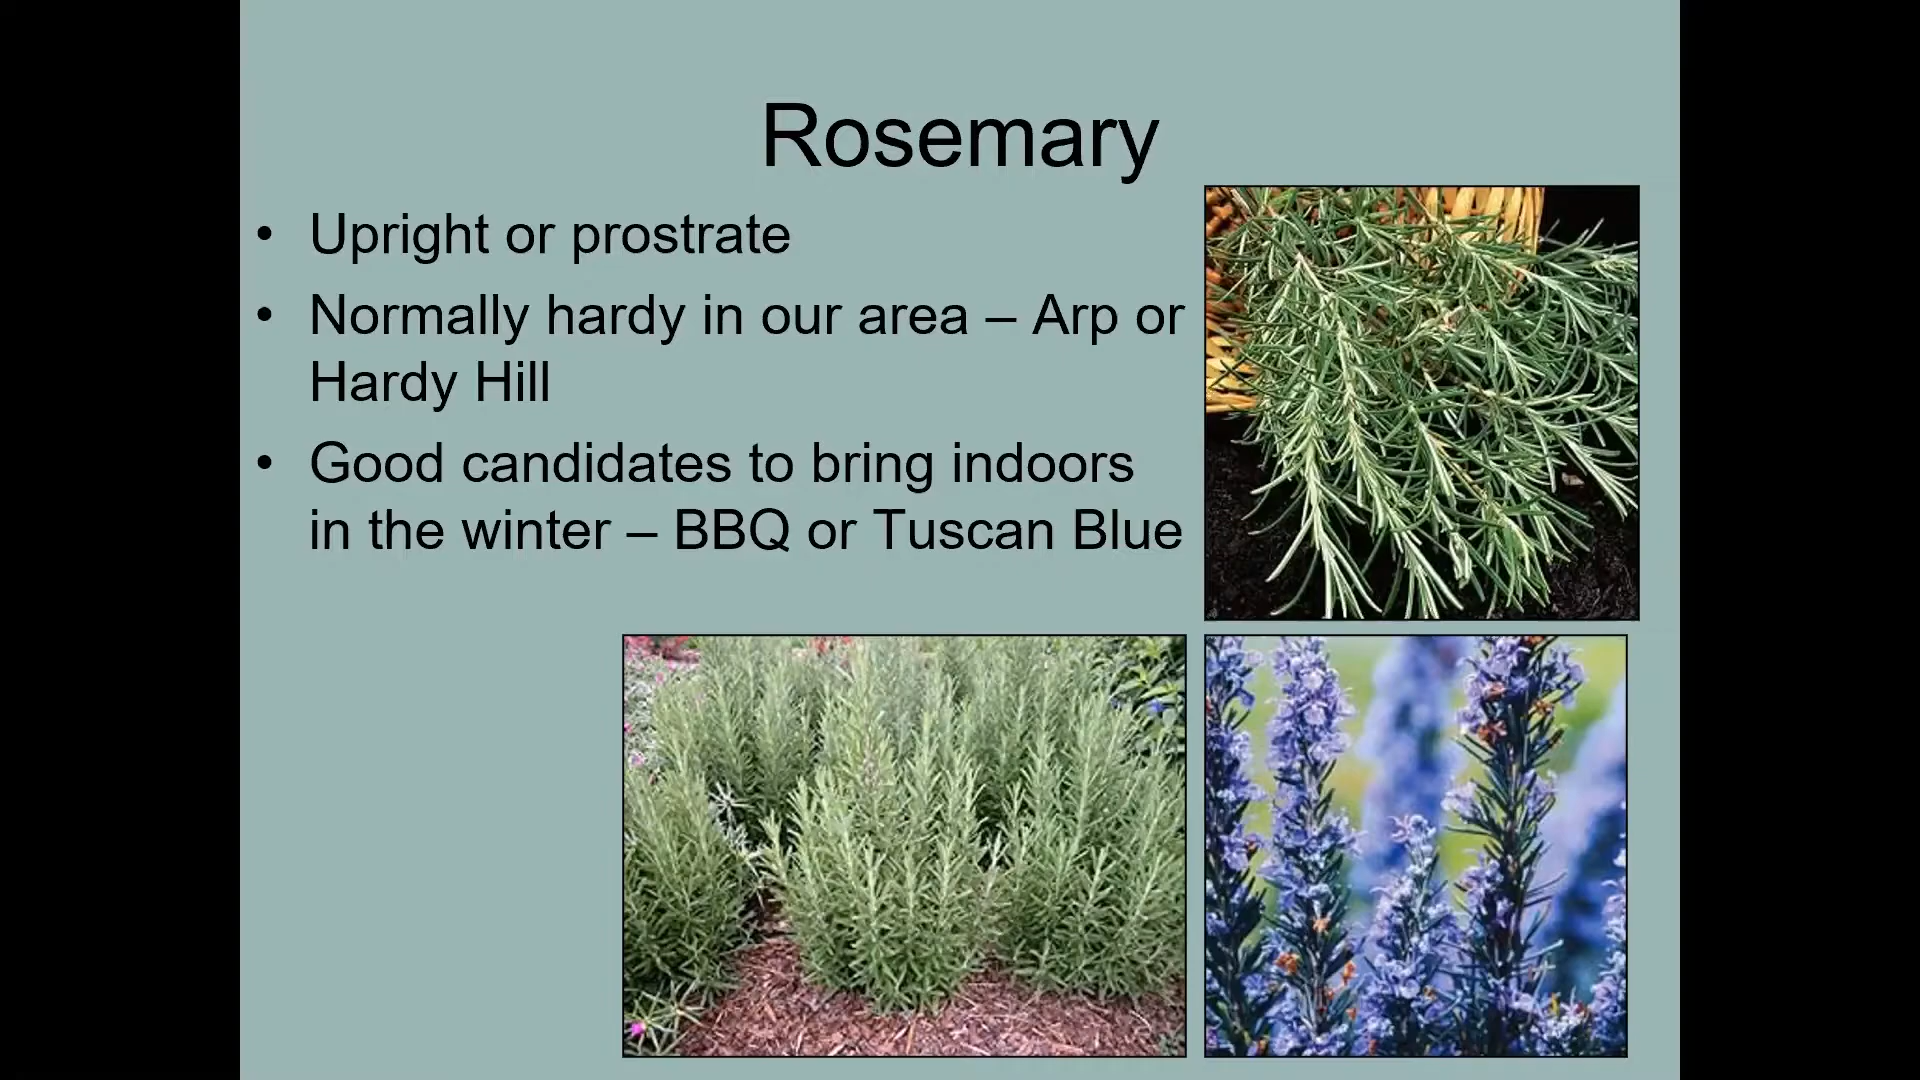 Rosemary
• Upright or prostrate
• Normally hardy in our area – Arp or
Hardy Hill
• Good candidates to bring indoors
in the winter – BBQ or Tuscan Blue